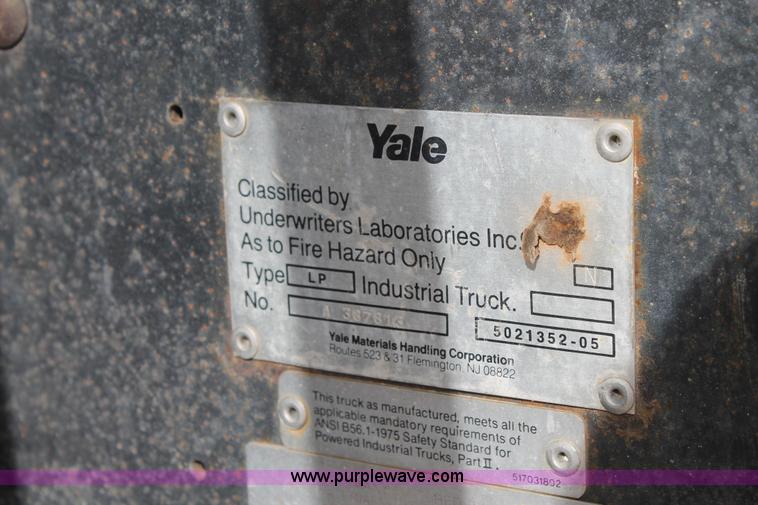 Yale
Classified by
Underwriters Laboratories Inc.
As to Fire Hazard Only
N
Type LP Industrial Truck.
No.
5021352-05
Yale Materials Handling Corporation
Routes 523 & 31 Flemington, NJ 08822
This truck as manufactured, meets all the
applicable mandatory requirements of
ANSI B56.1-1975 Safety Standard for
Powered Industrial Trucks, Part II.
517031802
www.purplewave.com